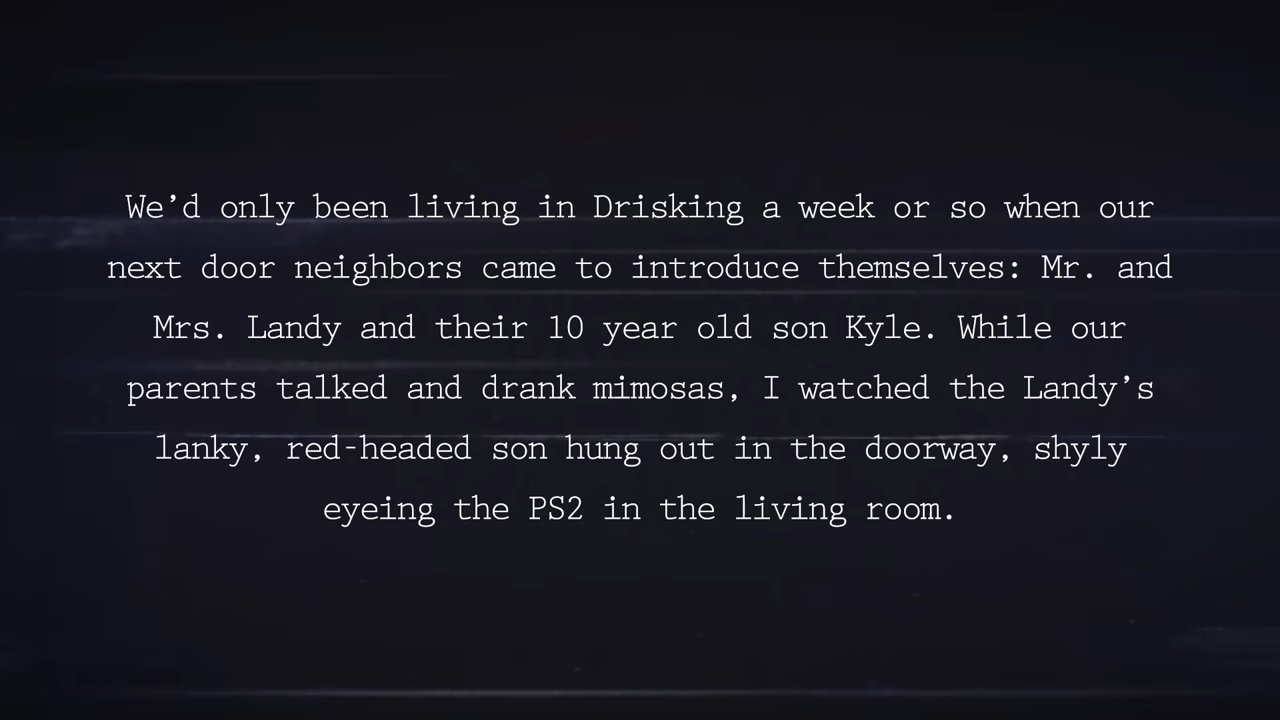 We’d only been living in Drisking a week or so when our
next door neighbors came to introduce themselves: Mr. and
Mrs. Landy and their 10 year old son Kyle. While our
parents talked and drank mimosas, I watched the Landy’s
lanky, red-headed son hung out in the doorway, shyly
eyeing the PS2 in the living room.